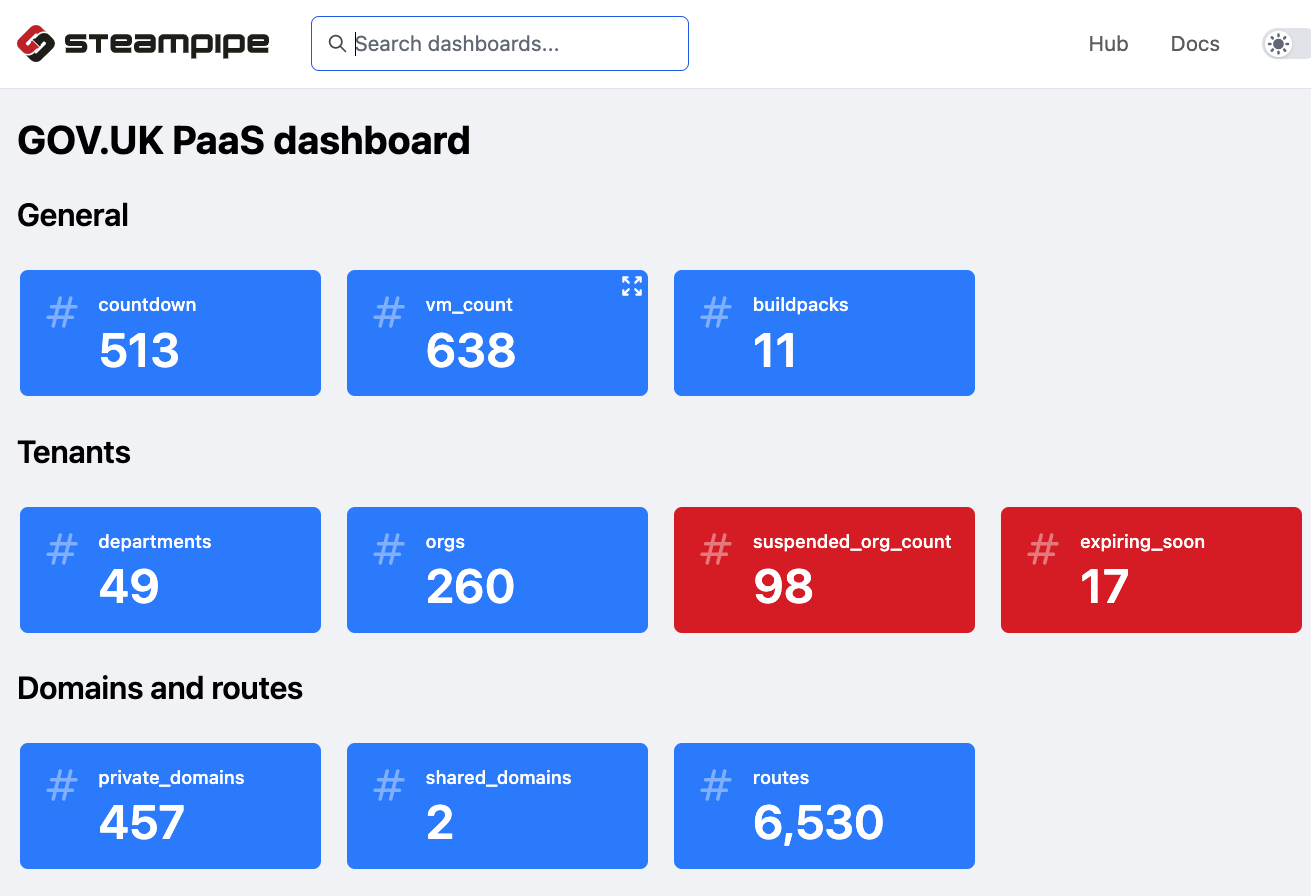 steampipe
Search dashboards...
Hub
Docs
GOV.UK PaaS dashboard
General
# countdown
513
# vm_count
638
# buildpacks
11
Tenants
# departments
49
# orgs
260
# suspended_org_count
98
# expiring_soon
17
Domains and routes
# private_domains
457
# shared_domains
2
# routes
6,530